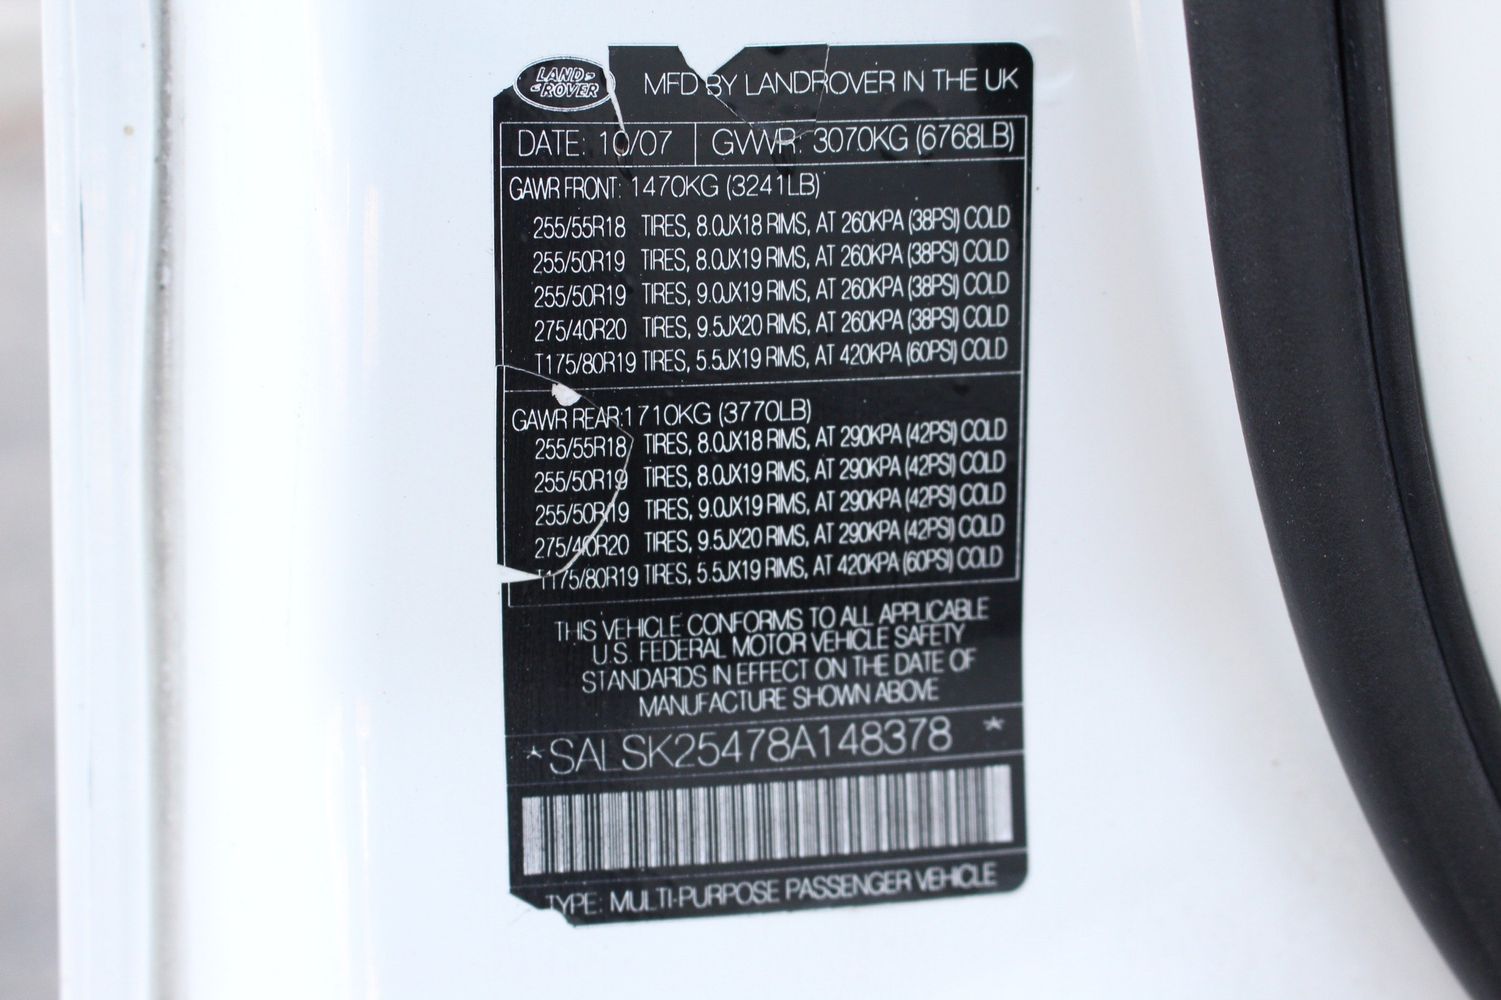 LAND
ROVER
MFD BY LANDROVER IN THE UK
DATE: 10/07 GVWR: 3070KG (6768LB)
GAWR FRONT: 1470KG (3241LB)
255/55R18 TIRES, 8.0JX18 RIMS, AT 260KPA (38PSI) COLD
255/50R19 TIRES, 8.0JX19 RIMS, AT 260KPA (38PSI) COLD
255/50R19 TIRES, 9.0JX19 RIMS, AT 260KPA (38PSI) COLD
275/40R20 TIRES, 9.5JX20 RIMS, AT 260KPA (38PSI) COLD
T175/80R19 TIRES, 5.5JX19 RIMS, AT 420KPA (60PSI) COLD
GAWR REAR:1710KG (3770LB)
255/55R18 TIRES, 8.0JX18 RIMS, AT 290KPA (42PSI) COLD
255/50R19 TIRES, 8.0JX19 RIMS, AT 290KPA (42PSI) COLD
255/50R19 TIRES, 9.0JX19 RIMS, AT 290KPA (42PSI) COLD
275/40R20 TIRES, 9.5JX20 RIMS, AT 290KPA (42PSI) COLD
T175/80R19 TIRES, 5.5JX19 RIMS, AT 420KPA (60PSI) COLD
THIS VEHICLE CONFORMS TO ALL APPLICABLE
U.S. FEDERAL MOTOR VEHICLE SAFETY
STANDARDS IN EFFECT ON THE DATE OF
MANUFACTURE SHOWN ABOVE
*SALSK25478A148378 *
TYPE: MULTI-PURPOSE PASSENGER VEHICLE